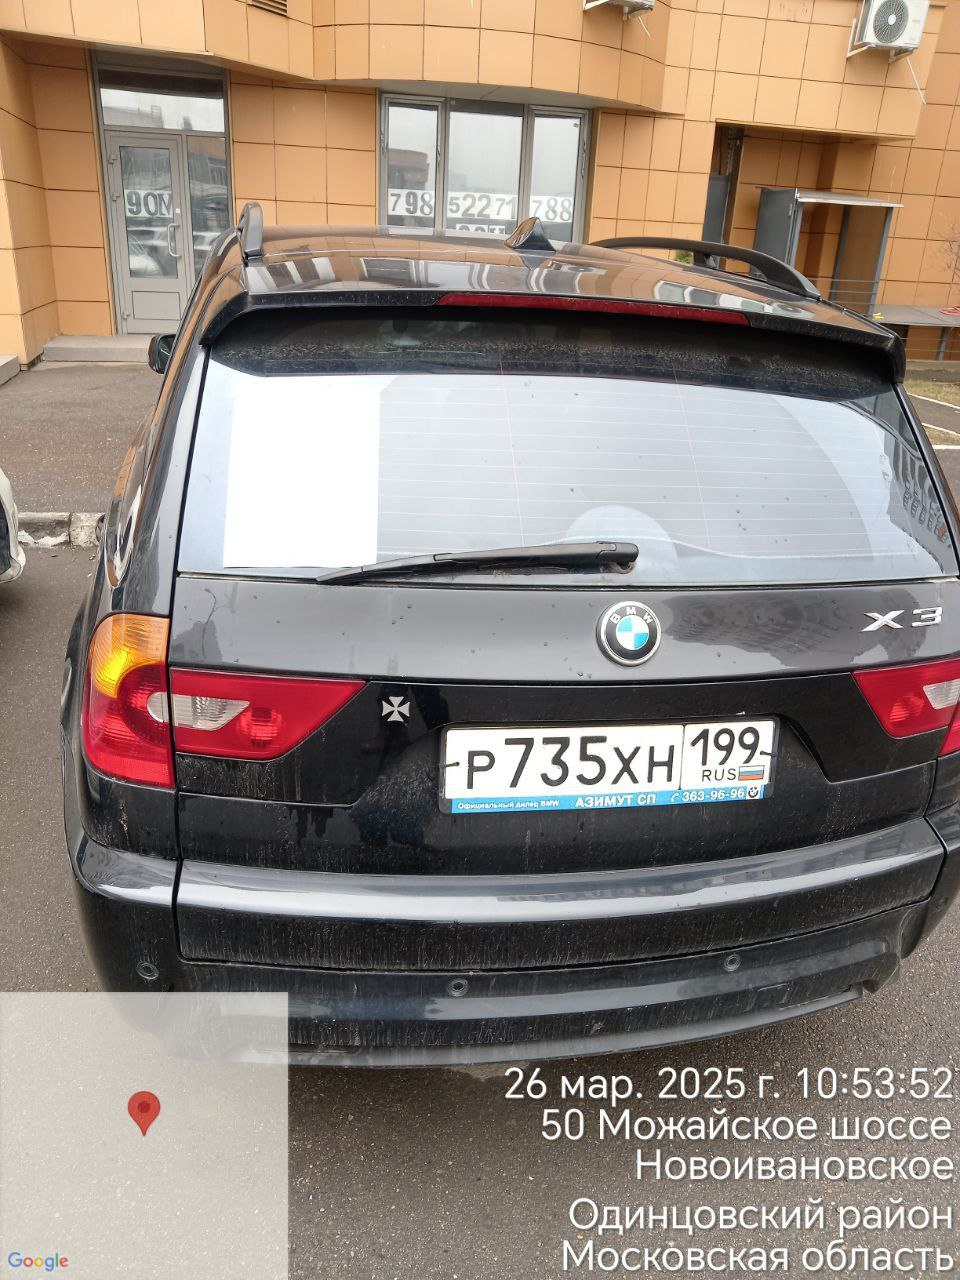 90М
798 5227 1 788
BMW
X3
Р735ХН 199
RUS
Официальный дилер BMW АЗИМУТ СП 363-96-96
26 мар. 2025 г. 10:53:52
50 Можайское шоссе
Новоивановское
Одинцовский район
Московская область
Google